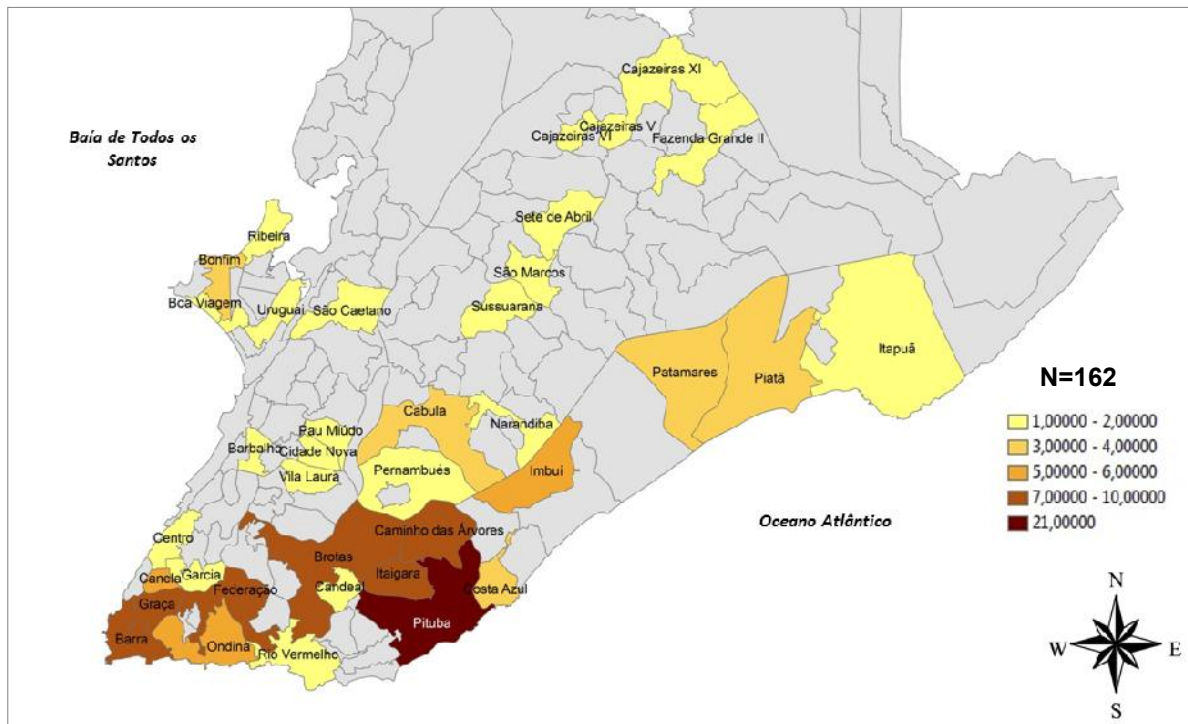 Cajazeiras XI
Baía de Todos os
Santos
Cajazeiras V
Cajazeiras VI
Fazenda Grande II
Sete de Abril
Ribeira
Bonfim
São Marcos
Boa Viagem
Uruguai
São Caetano
Sussuarana
Itapuã
Patamares
Piatã
N=162
1,00000 - 2,00000
3,00000 - 4,00000
5,00000 - 6,00000
7,00000 - 10,00000
21,00000
Cabula
Narandiba
Pau Miúdo
Barbalho
Cidade Nova
Vila Laura
Pernambués
Imbuí
Oceano Atlântico
Centro
Caminho das Árvores
Brotas
Canela
Garcia
Itaigara
Candeal
Costa Azul
Federação
Graça
Pituba
Barra
Ondina
Rio Vermelho
N
W
E
S